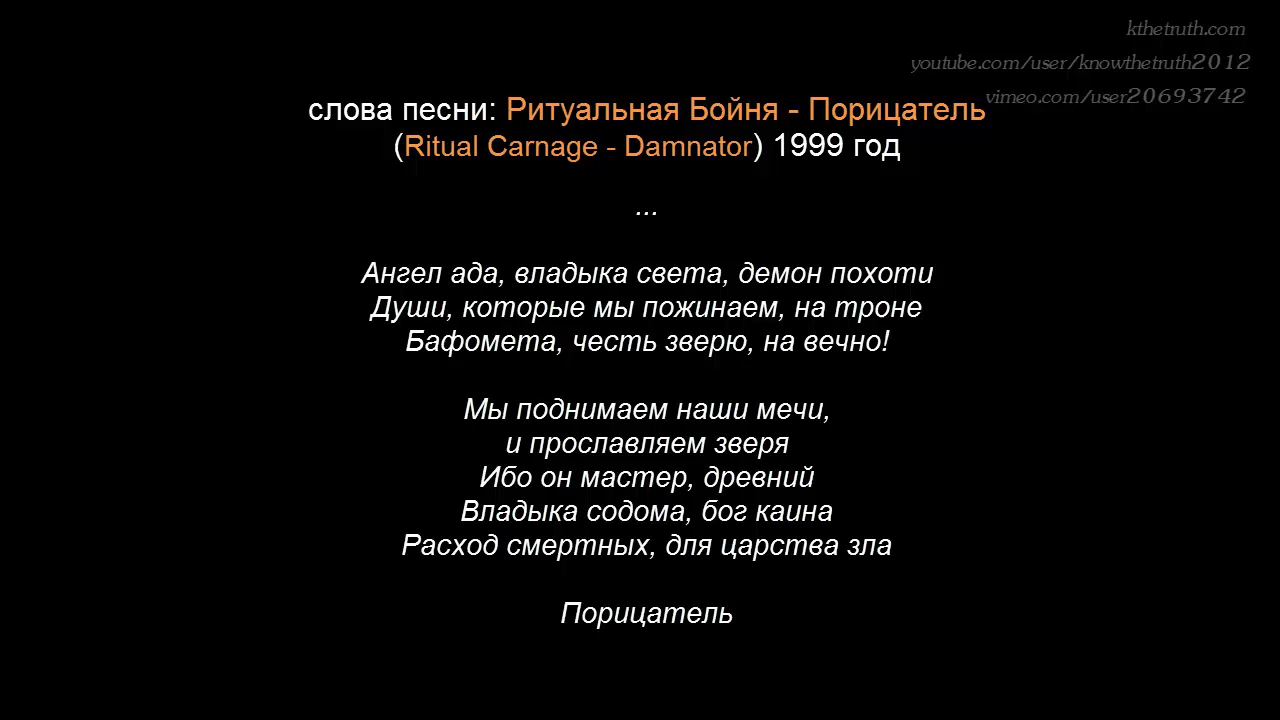 kthetruth.com
youtube.com/user/knowthetruth2012
vimeo.com/user20693742
слова песни: Ритуальная Бойня - Порицатель
(Ritual Carnage - Damnator) 1999 год
...
Ангел ада, владыка света, демон похоти
Души, которые мы пожинаем, на троне
Бафомета, честь зверю, на вечно!
Мы поднимаем наши мечи,
и прославляем зверя
Ибо он мастер, древний
Владыка содома, бог каина
Расход смертных, для царства зла
Порицатель